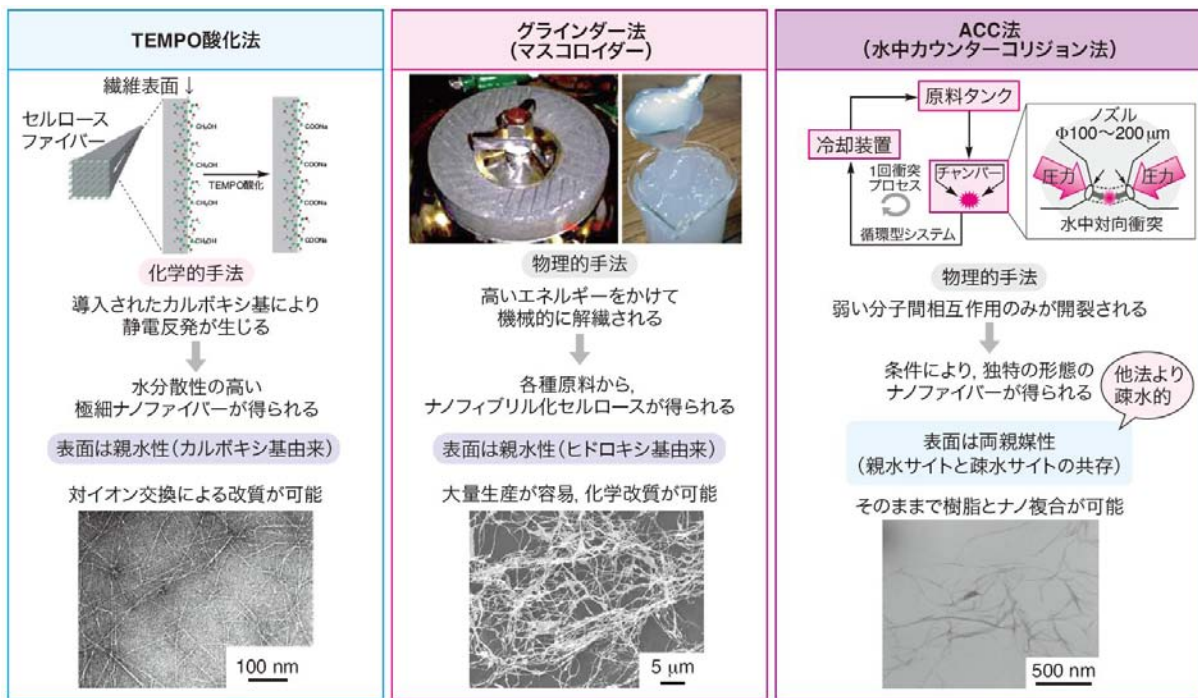 TEMPO酸化法
繊維表面↓
セルロース
ファイバー
CH₂OH
CH₂OH
CH₂OH
CH₂OH
TEMPO酸化
COONa
COONa
COONa
COONa
化学的手法
導入されたカルボキシ基により
静電反発が生じる
水分散性の高い
極細ナノファイバーが得られる
表面は親水性(カルボキシ基由来)
対イオン交換による改質が可能
100 nm
グラインダー法
(マスコロイダー)
物理的手法
高いエネルギーをかけて
機械的に解繊される
各種原料から,
ナノフィブリル化セルロースが得られる
表面は親水性(ヒドロキシ基由来)
大量生産が容易, 化学改質が可能
5 μm
ACC法
(水中カウンターコリジョン法)
原料タンク
冷却装置
1回衝突
プロセス
チャンバー
循環型システム
ノズル
Φ100～200μm
圧力
圧力
水中対向衝突
物理的手法
弱い分子間相互作用のみが開裂される
条件により, 独特の形態の
ナノファイバーが得られる
他法より
疎水的
表面は両親媒性
(親水サイトと疎水サイトの共存)
そのままで樹脂とナノ複合が可能
500 nm